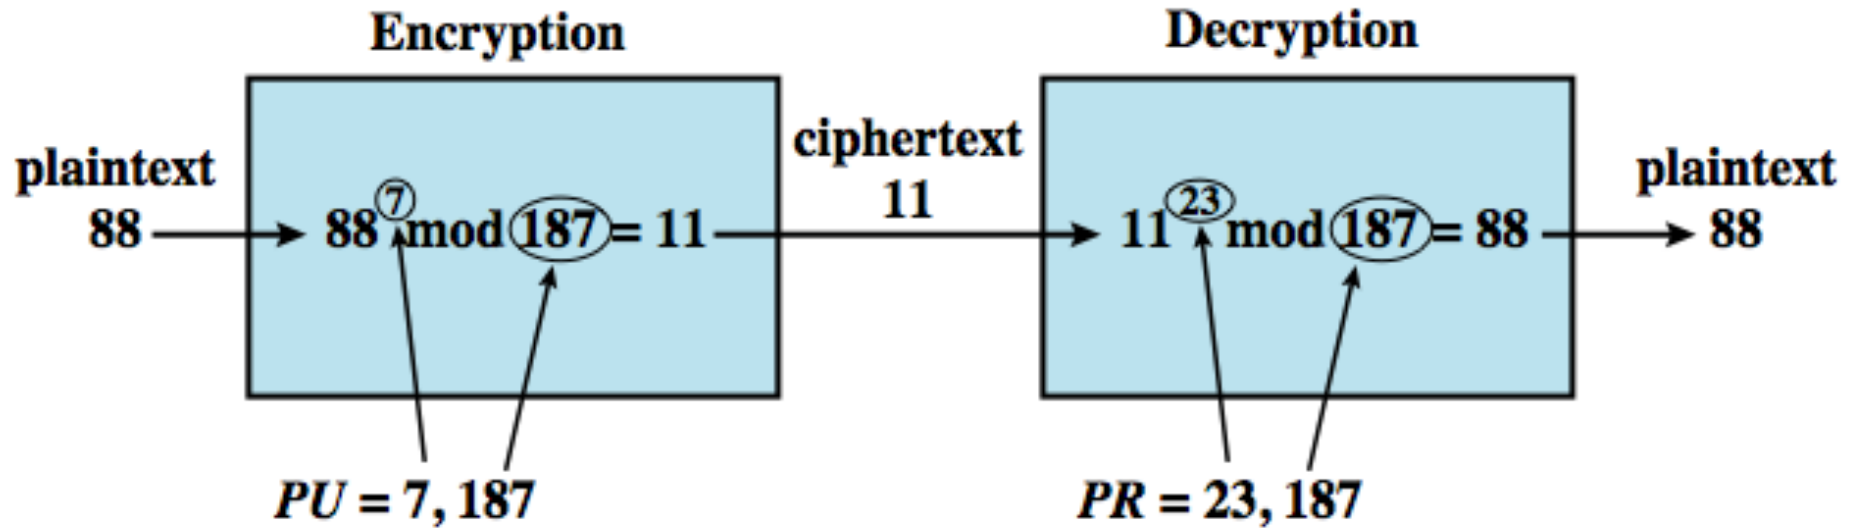 Encryption
Decryption
plaintext
88
88^7 mod 187 = 11
ciphertext
11
11^23 mod 187 = 88
plaintext
88
PU = 7, 187
PR = 23, 187